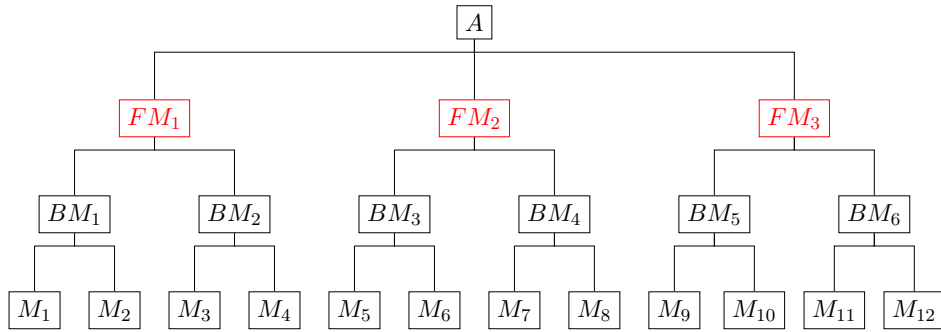 A
FM₁ FM₂ FM₃
BM₁ BM₂ BM₃ BM₄ BM₅ BM₆
M₁ M₂ M₃ M₄ M₅ M₆ M₇ M₈ M₉ M₁₀ M₁₁ M₁₂